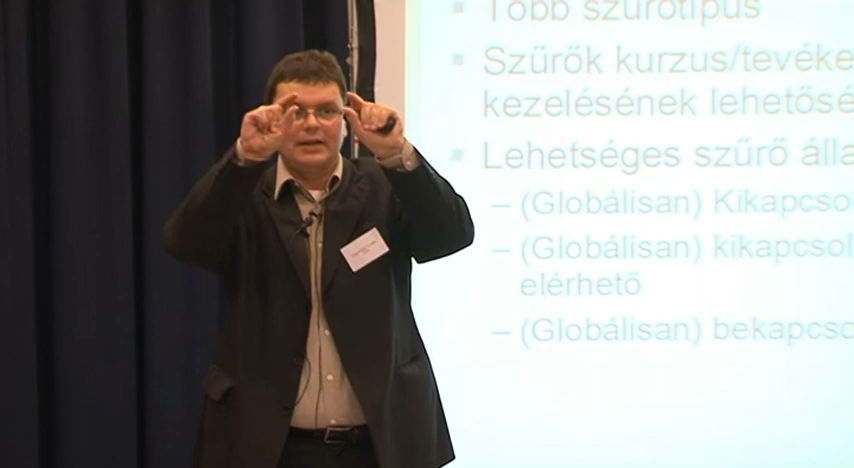 Több szűrőtípus
Szűrők kurzus/tevéke
kezelésének lehetősé
Lehetséges szűrő álla
– (Globálisan) Kikapcso
– (Globálisan) kikapcsol
elérhető
– (Globálisan) bekapcso